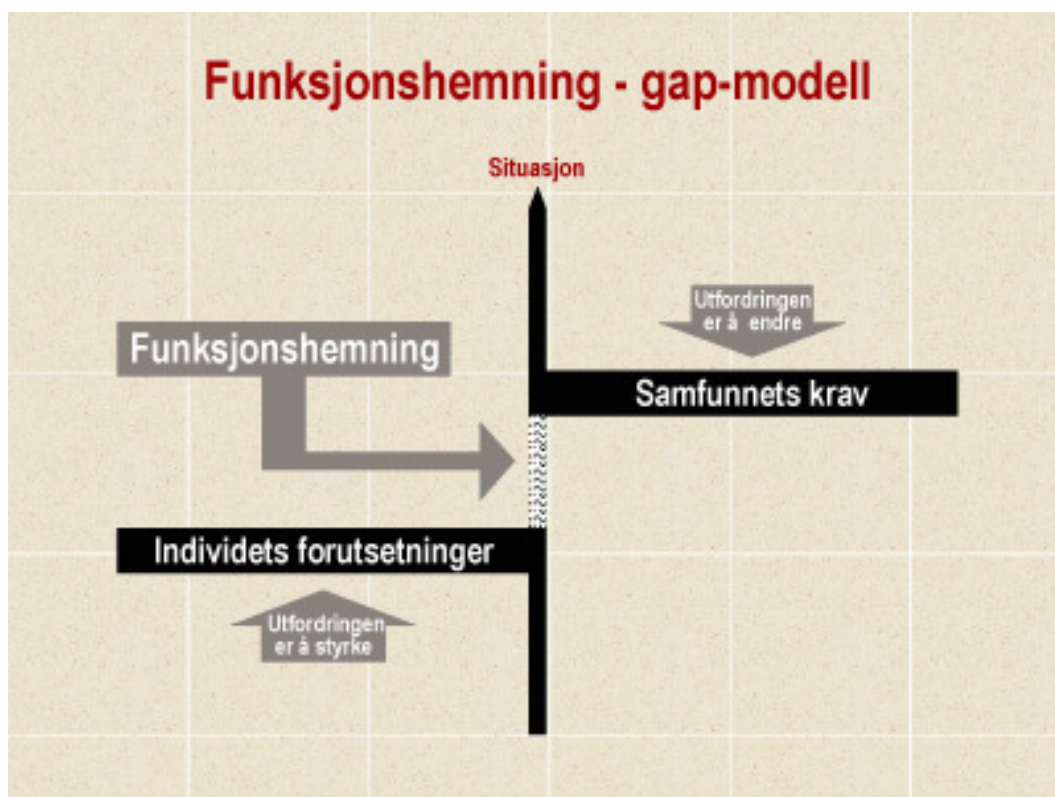 Funksjonshemning - gap-modell
Situasjon
Utfordringen
er å endre
Funksjonshemning
Samfunnets krav
Individets forutsetninger
Utfordringen
er å styrke